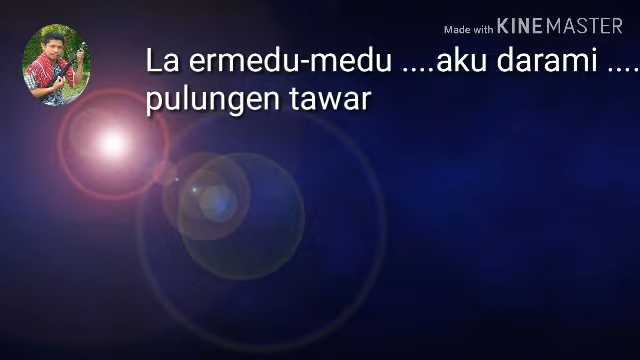 Made with KINEMASTER
La ermedu-medu ....aku darami ....
pulungen tawar